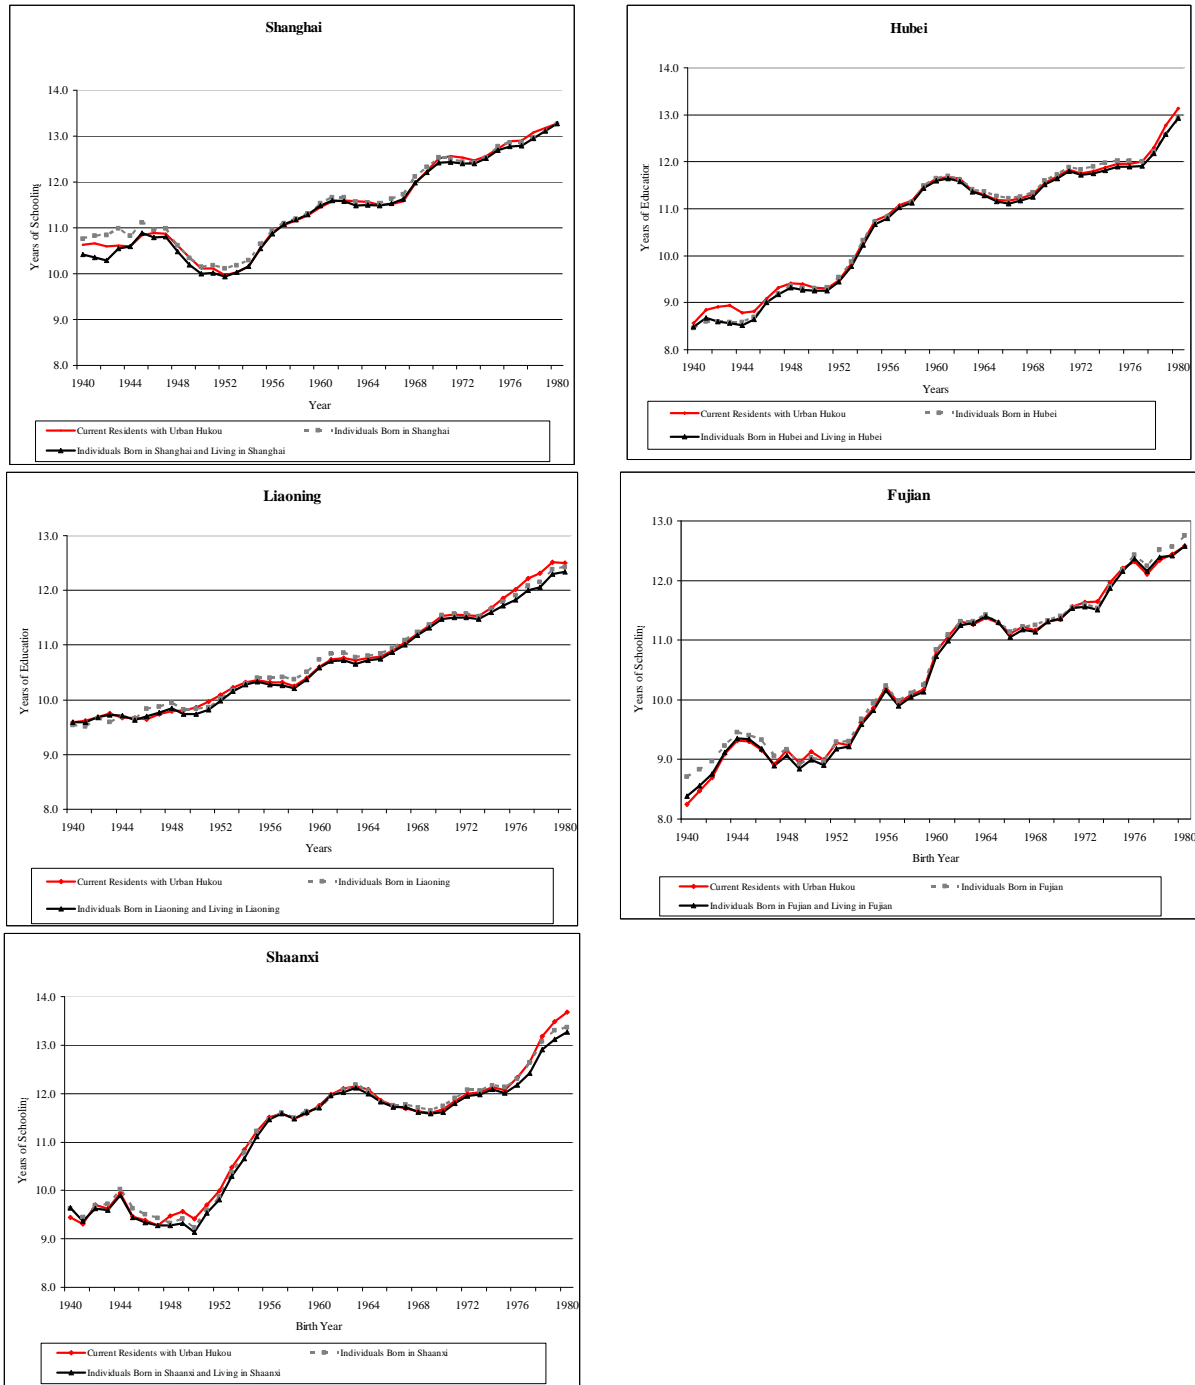 Shanghai
Years of Schooling
14.0
13.0
12.0
11.0
10.0
9.0
8.0
1940 1944 1948 1952 1956 1960 1964 1968 1972 1976 1980
Year
Current Residents with Urban Hukou
Individuals Born in Shanghai
Individuals Born in Shanghai and Living in Shanghai
Hubei
Years of Education
14.0
13.0
12.0
11.0
10.0
9.0
8.0
1940 1944 1948 1952 1956 1960 1964 1968 1972 1976 1980
Years
Current Residents with Urban Hukou
Individuals Born in Hubei
Individuals Born in Hubei and Living in Hubei
Liaoning
Years of Education
13.0
12.0
11.0
10.0
9.0
8.0
1940 1944 1948 1952 1956 1960 1964 1968 1972 1976 1980
Years
Current Residents with Urban Hukou
Individuals Born in Liaoning
Individuals Born in Liaoning and Living in Liaoning
Fujian
Years of Schooling
13.0
12.0
11.0
10.0
9.0
8.0
1940 1944 1948 1952 1956 1960 1964 1968 1972 1976 1980
Birth Year
Current Residents with Urban Hukou
Individuals Born in Fujian
Individuals Born in Fujian and Living in Fujian
Shaanxi
Years of Schooling
14.0
13.0
12.0
11.0
10.0
9.0
8.0
1940 1944 1948 1952 1956 1960 1964 1968 1972 1976 1980
Birth Year
Current Residents with Urban Hukou
Individuals Born in Shaanxi
Individuals Born in Shaanxi and Living in Shaanxi